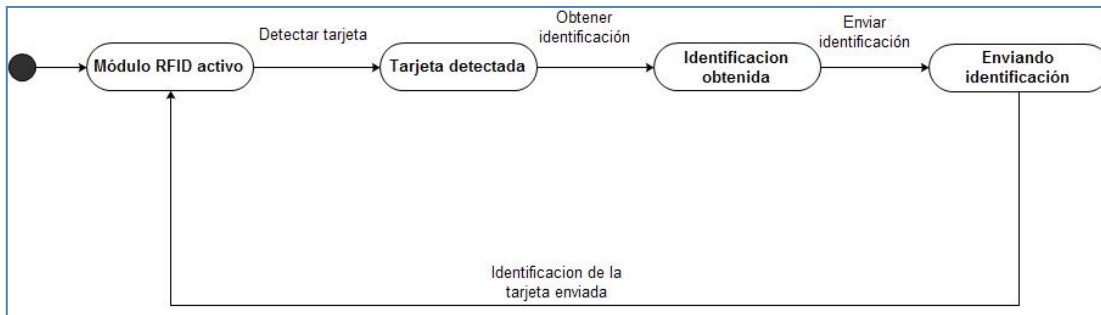 Módulo RFID activo
Detectar tarjeta
Tarjeta detectada
Obtener
identificación
Identificacion
obtenida
Enviar
identificación
Enviando
identificación
Identificacion de la
tarjeta enviada